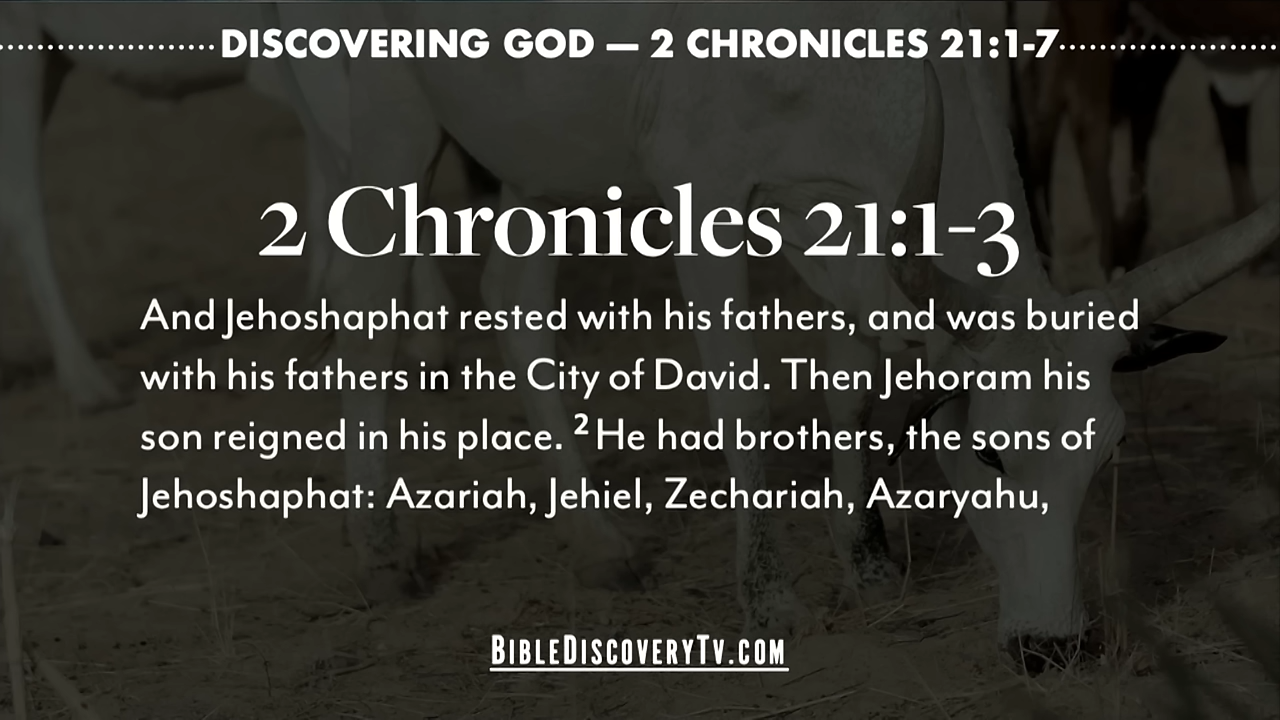 DISCOVERING GOD — 2 CHRONICLES 21:1-7
2 Chronicles 21:1-3
And Jehoshaphat rested with his fathers, and was buried
with his fathers in the City of David. Then Jehoram his
son reigned in his place. ²He had brothers, the sons of
Jehoshaphat: Azariah, Jehiel, Zechariah, Azaryahu,
BIBLEDISCOVERYTV.COM